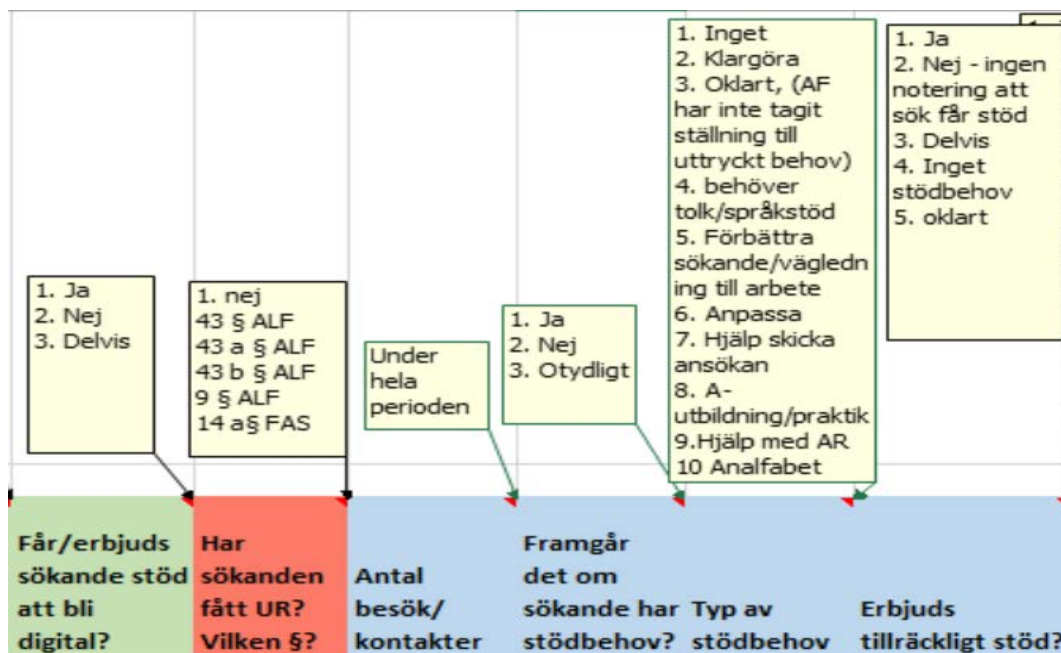 1. Ja
2. Nej
3. Delvis
1. nej
43 § ALF
43 a § ALF
43 b § ALF
9 § ALF
14 a§ FAS
Under
hela
perioden
1. Ja
2. Nej
3. Otydligt
1. Inget
2. Klargöra
3. Oklart, (AF
har inte tagit
ställning till
uttryckt behov)
4. behöver
tolk/språkstöd
5. Förbättra
sökande/vägledn
ing till arbete
6. Anpassa
7. Hjälp skicka
ansökan
8. A-
utbildning/praktik
9.Hjälp med AR
10 Analfabet
1. Ja
2. Nej - ingen
notering att
sök får stöd
3. Delvis
4. Inget
stödbehov
5. oklart
Får/erbjuds
sökande stöd
att bli
digital?
Har
sökanden
fått UR?
Vilken §?
Antal
besök/
kontakter
Framgår
det om
sökande har
stödbehov?
Typ av
stödbehov
Erbjuds
tillräckligt stöd?